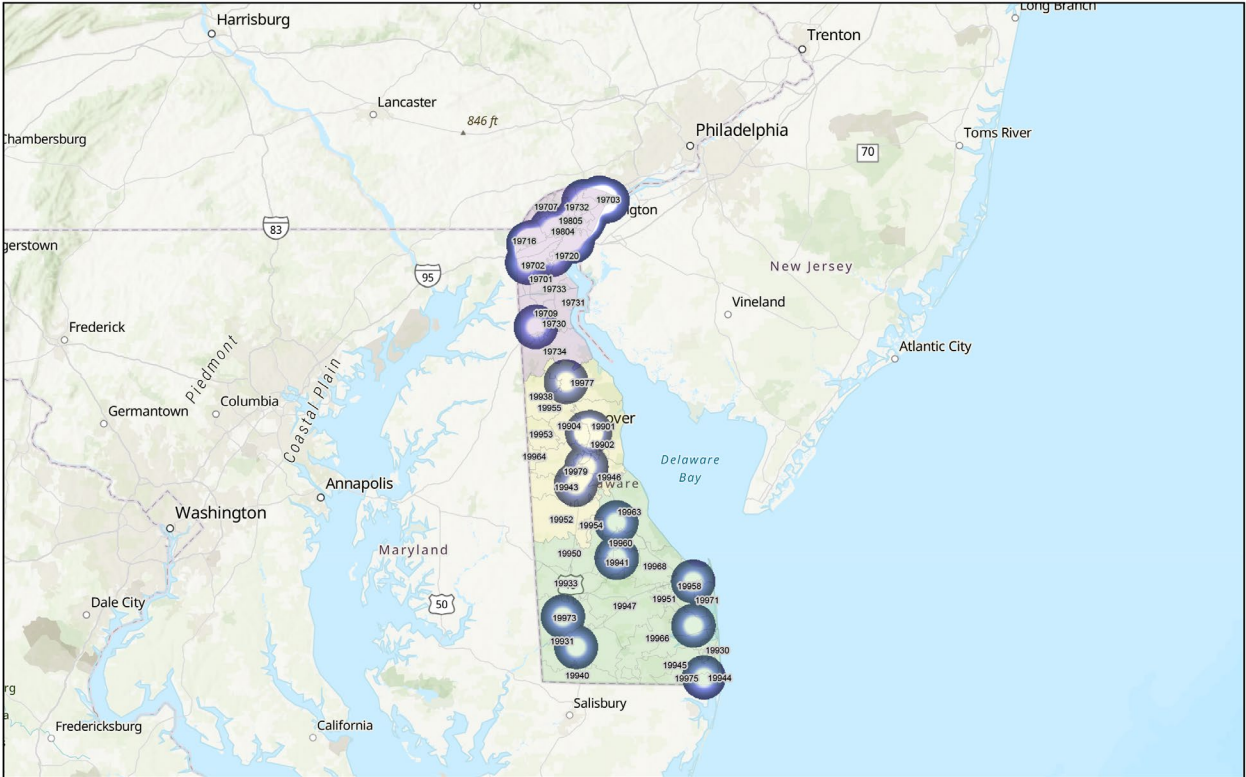 Long Branch
Harrisburg
Trenton
Lancaster
846 ft
Philadelphia
Toms River
Chambersburg
70
19703
19707
19732
gton
19805
83
19804
19716
gerstown
19720
19702
New Jersey
95
19701
19733
Vineland
19731
19709
Frederick
19730
Atlantic City
19734
Piedmont
19977
Columbia
19938
Germantown
19955
Coastal Plain
over
19904
19901
19953
19902
19964
Delaware
Bay
19979
19946
Annapolis
aware
19943
Washington
19963
19952
19954
19960
Maryland
19950
19941
19968
19933
19958
Dale City
50
19951
19971
19947
19973
19966
19931
19930
19945
19940
19975
19944
rg
a
Salisbury
Fredericksburg
California